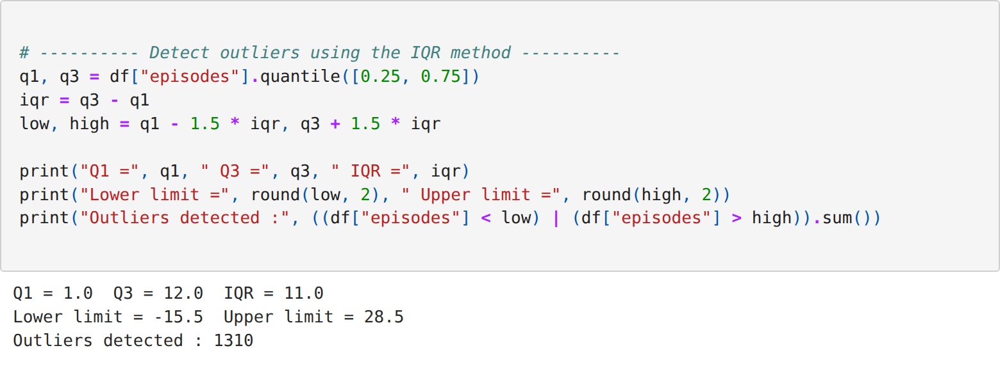 # ---------- Detect outliers using the IQR method ----------
q1, q3 = df["episodes"].quantile([0.25, 0.75])
iqr = q3 - q1
low, high = q1 - 1.5 * iqr, q3 + 1.5 * iqr
print("Q1 =", q1, " Q3 =", q3, " IQR =", iqr)
print("Lower limit =", round(low, 2), " Upper limit =", round(high, 2))
print("Outliers detected :", ((df["episodes"] < low) | (df["episodes"] > high)).sum())
Q1 = 1.0  Q3 = 12.0  IQR = 11.0
Lower limit = -15.5  Upper limit = 28.5
Outliers detected : 1310